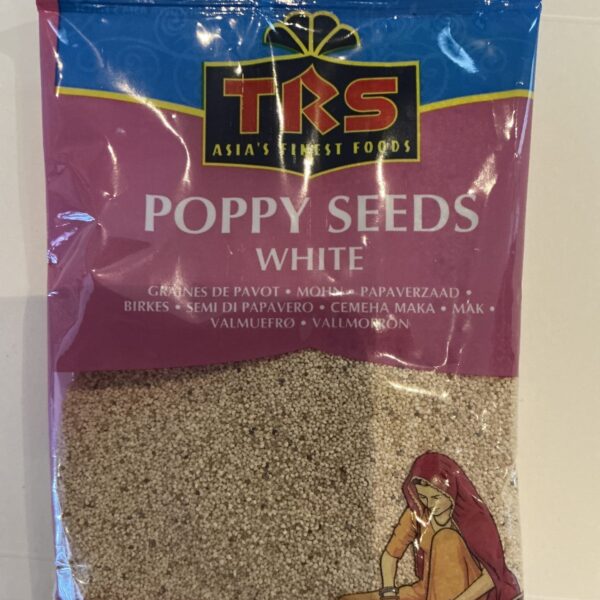 TRS
ASIA'S FINEST FOODS
POPPY SEEDS
WHITE
GRAINES DE PAVOT • MOHN • PAPAVERZAAD •
BIRKES • SEMI DI PAPAVERO • CEMEHA MAKA • MAK •
VALMUEFRØ • VALLMOFRÖN